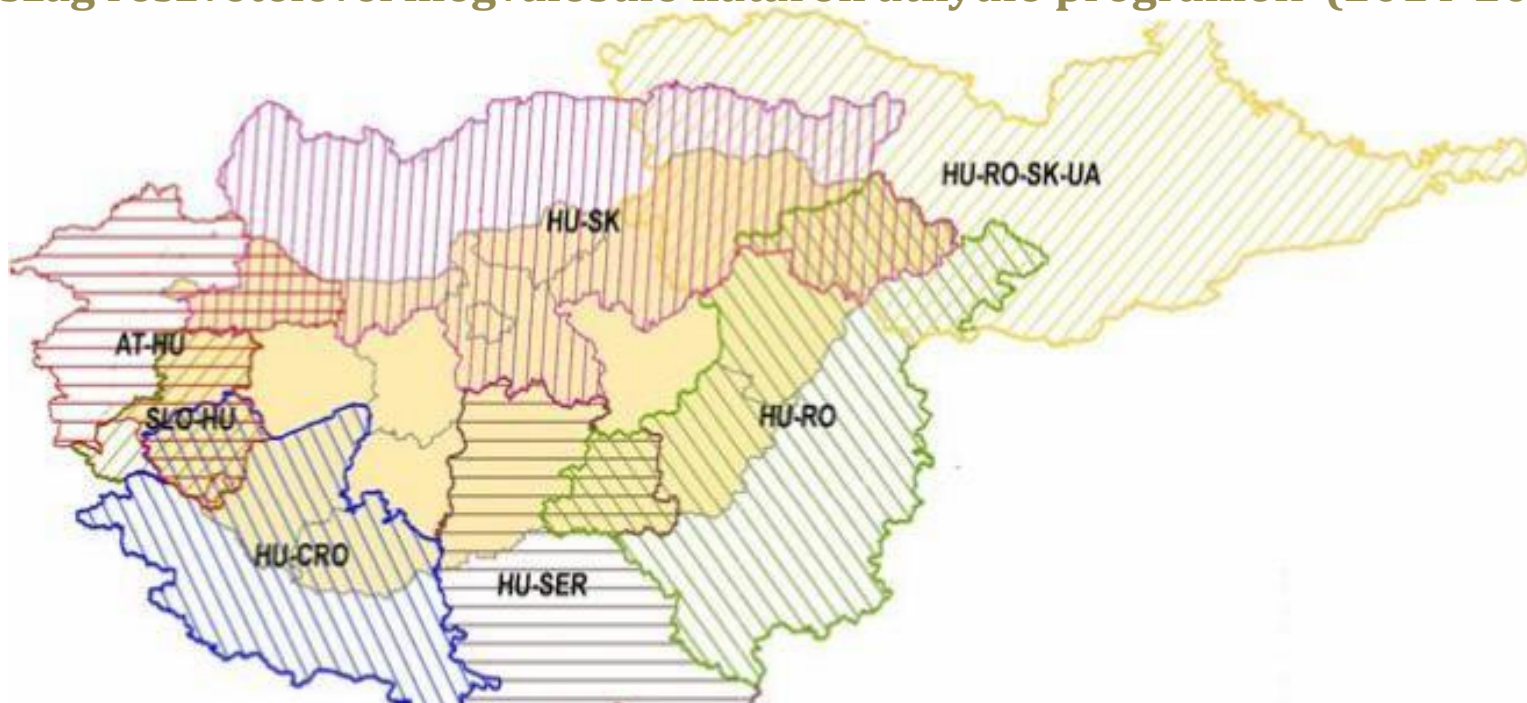 részvételével megvalósuló határon átnyúló programok (2014-20
HU-RO-SK-UA
HU-SK
AT-HU
SLO-HU
HU-RO
HU-CRO
HU-SER